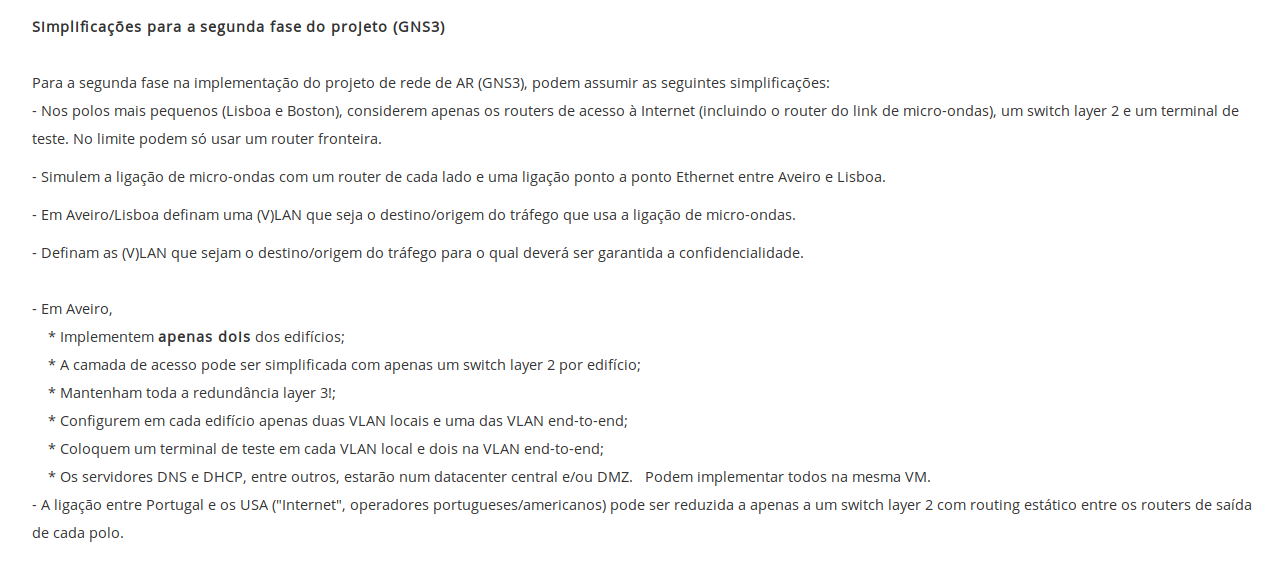 Simplificações para a segunda fase do projeto (GNS3)
Para a segunda fase na implementação do projeto de rede de AR (GNS3), podem assumir as seguintes simplificações:
- Nos polos mais pequenos (Lisboa e Boston), considerem apenas os routers de acesso à Internet (incluindo o router do link de micro-ondas), um switch layer 2 e um terminal de
teste. No limite podem só usar um router fronteira.
- Simulem a ligação de micro-ondas com um router de cada lado e uma ligação ponto a ponto Ethernet entre Aveiro e Lisboa.
- Em Aveiro/Lisboa definam uma (V)LAN que seja o destino/origem do tráfego que usa a ligação de micro-ondas.
- Definam as (V)LAN que sejam o destino/origem do tráfego para o qual deverá ser garantida a confidencialidade.
- Em Aveiro,
* Implementem apenas dois dos edifícios;
* A camada de acesso pode ser simplificada com apenas um switch layer 2 por edifício;
* Mantenham toda a redundância layer 3!;
* Configurem em cada edifício apenas duas VLAN locais e uma das VLAN end-to-end;
* Coloquem um terminal de teste em cada VLAN local e dois na VLAN end-to-end;
* Os servidores DNS e DHCP, entre outros, estarão num datacenter central e/ou DMZ.   Podem implementar todos na mesma VM.
- A ligação entre Portugal e os USA ("Internet", operadores portugueses/americanos) pode ser reduzida a apenas a um switch layer 2 com routing estático entre os routers de saída
de cada polo.